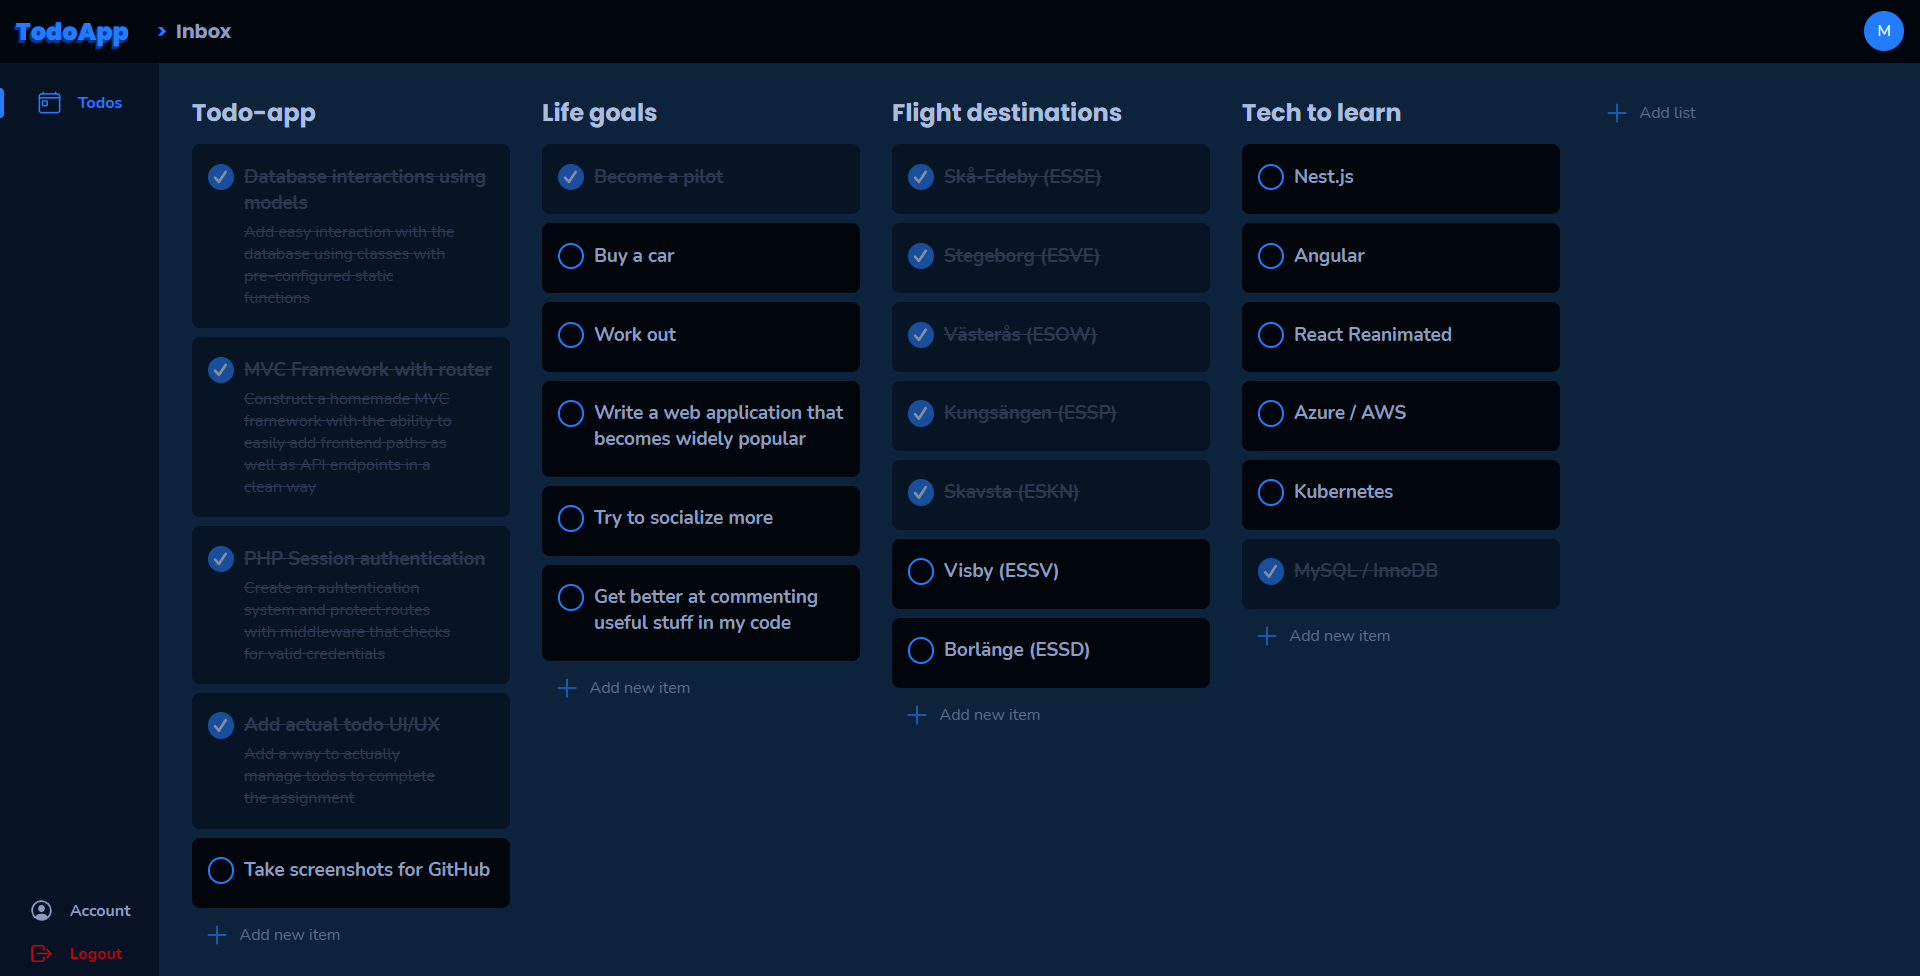 TodoApp
Inbox
M
Todos
Todo-app
Database interactions using
models
Add easy interaction with the
database using classes with
pre-configured static
functions
MVC Framework with router
Construct a homemade MVC
framework with the ability to
easily add frontend paths as
well as API endpoints in a
clean way
PHP Session authentication
Create an auhtentication
system and protect routes
with middleware that checks
for valid credentials
Add actual todo UI/UX
Add a way to actually
manage todos to complete
the assignment
Take screenshots for GitHub
Add new item
Life goals
Become a pilot
Buy a car
Work out
Write a web application that
becomes widely popular
Try to socialize more
Get better at commenting
useful stuff in my code
Add new item
Flight destinations
Skå-Edeby (ESSE)
Stegeborg (ESVE)
Västerås (ESOW)
Kungsängen (ESSP)
Skavsta (ESKN)
Visby (ESSV)
Borlänge (ESSD)
Add new item
Tech to learn
Nest.js
Angular
React Reanimated
Azure / AWS
Kubernetes
MySQL / InnoDB
Add new item
Add list
Account
Logout